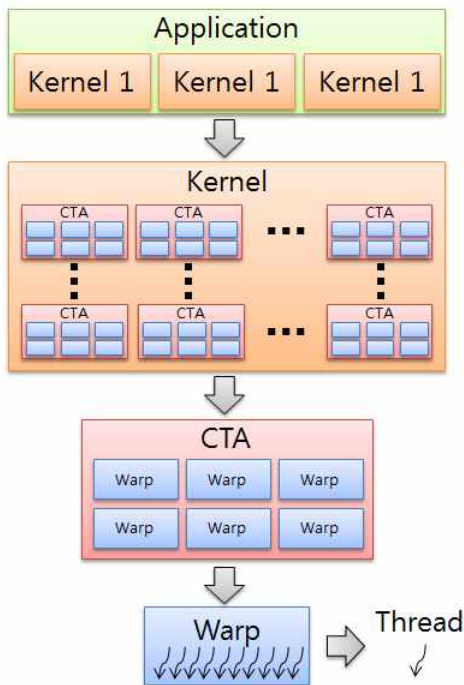 Application
Kernel 1 Kernel 1 Kernel 1
Kernel
CTA CTA ... CTA
CTA CTA ... CTA
CTA
Warp Warp Warp
Warp Warp Warp
Warp
Thread